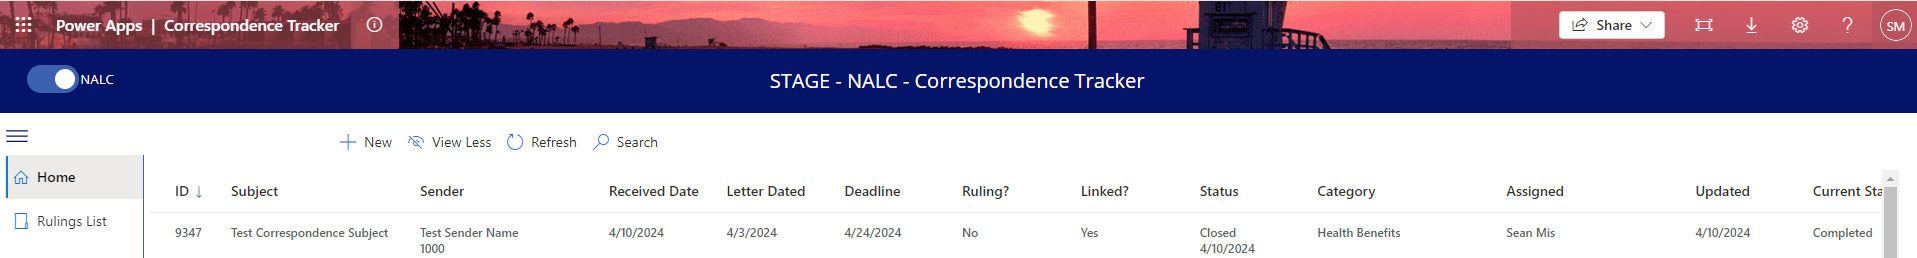 Power Apps | Correspondence Tracker
Share
SM
NALC
STAGE - NALC - Correspondence Tracker
New
View Less
Refresh
Search
Home
Rulings List
ID ↓ Subject Sender Received Date Letter Dated Deadline Ruling? Linked? Status Category Assigned Updated Current Sta
9347 Test Correspondence Subject Test Sender Name 4/10/2024 4/3/2024 4/24/2024 No Yes Closed Health Benefits Sean Mis 4/10/2024 Completed
1000 4/10/2024